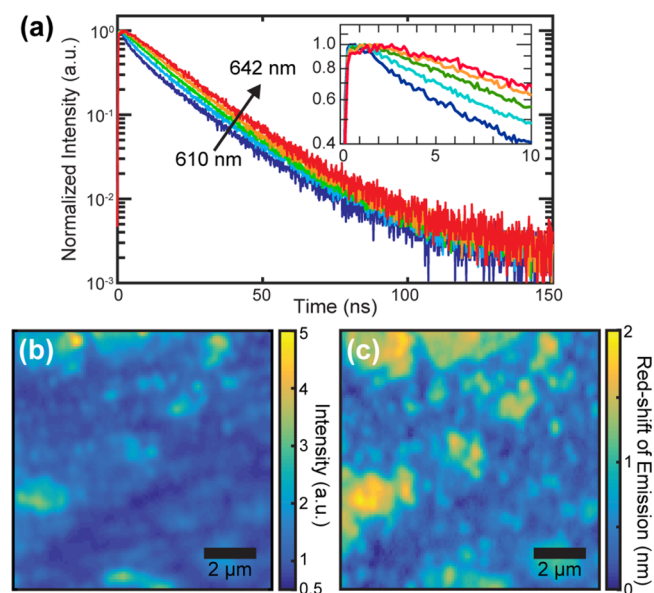 (a)
Normalized Intensity (a.u.)
10⁰
10⁻¹
10⁻²
10⁻³
642 nm
610 nm
1.0
0.8
0.6
0.4
0
5
10
0
50
100
150
Time (ns)
(b)
2 μm
5
4
3
2
1
0.5
Intensity (a.u.)
(c)
2 μm
2
1
0
Red-shift of Emission (nm)